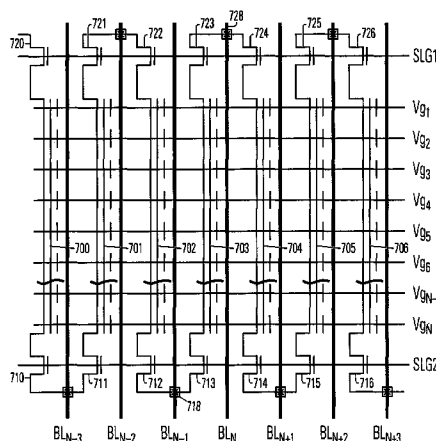 721 723 728 725
720 722 724 726
SLG1
Vg1
Vg2
Vg3
Vg4
Vg5
700 701 702 703 704 705 706
Vg6
VgN-
VgN
SLG2
710 711 712 713 714 715 716
718
BLN-3 BLN-2 BLN-1 BLN BLN+1 BLN+2 BLN+3